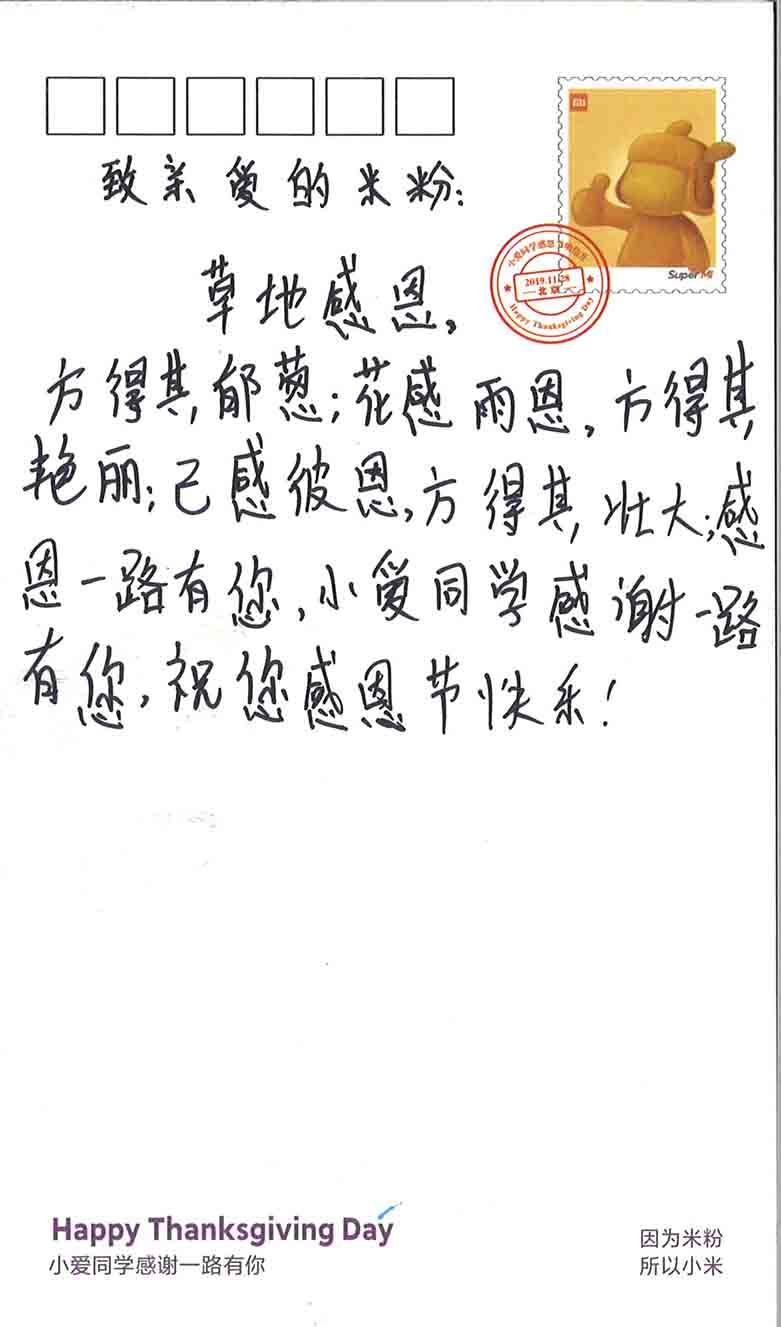 致亲爱的米粉：
草地感恩，
方得其郁葱；花感雨恩，方得其
艳丽；己感彼恩，方得其壮大；感
恩一路有您，小爱同学感谢一路
有您，祝您感恩节快乐！
MI
Super MI
小爱同学感恩
2019.11.28
北京
Happy Thanksgiving Day
Happy Thanksgiving Day
小爱同学感谢一路有你
因为米粉
所以小米